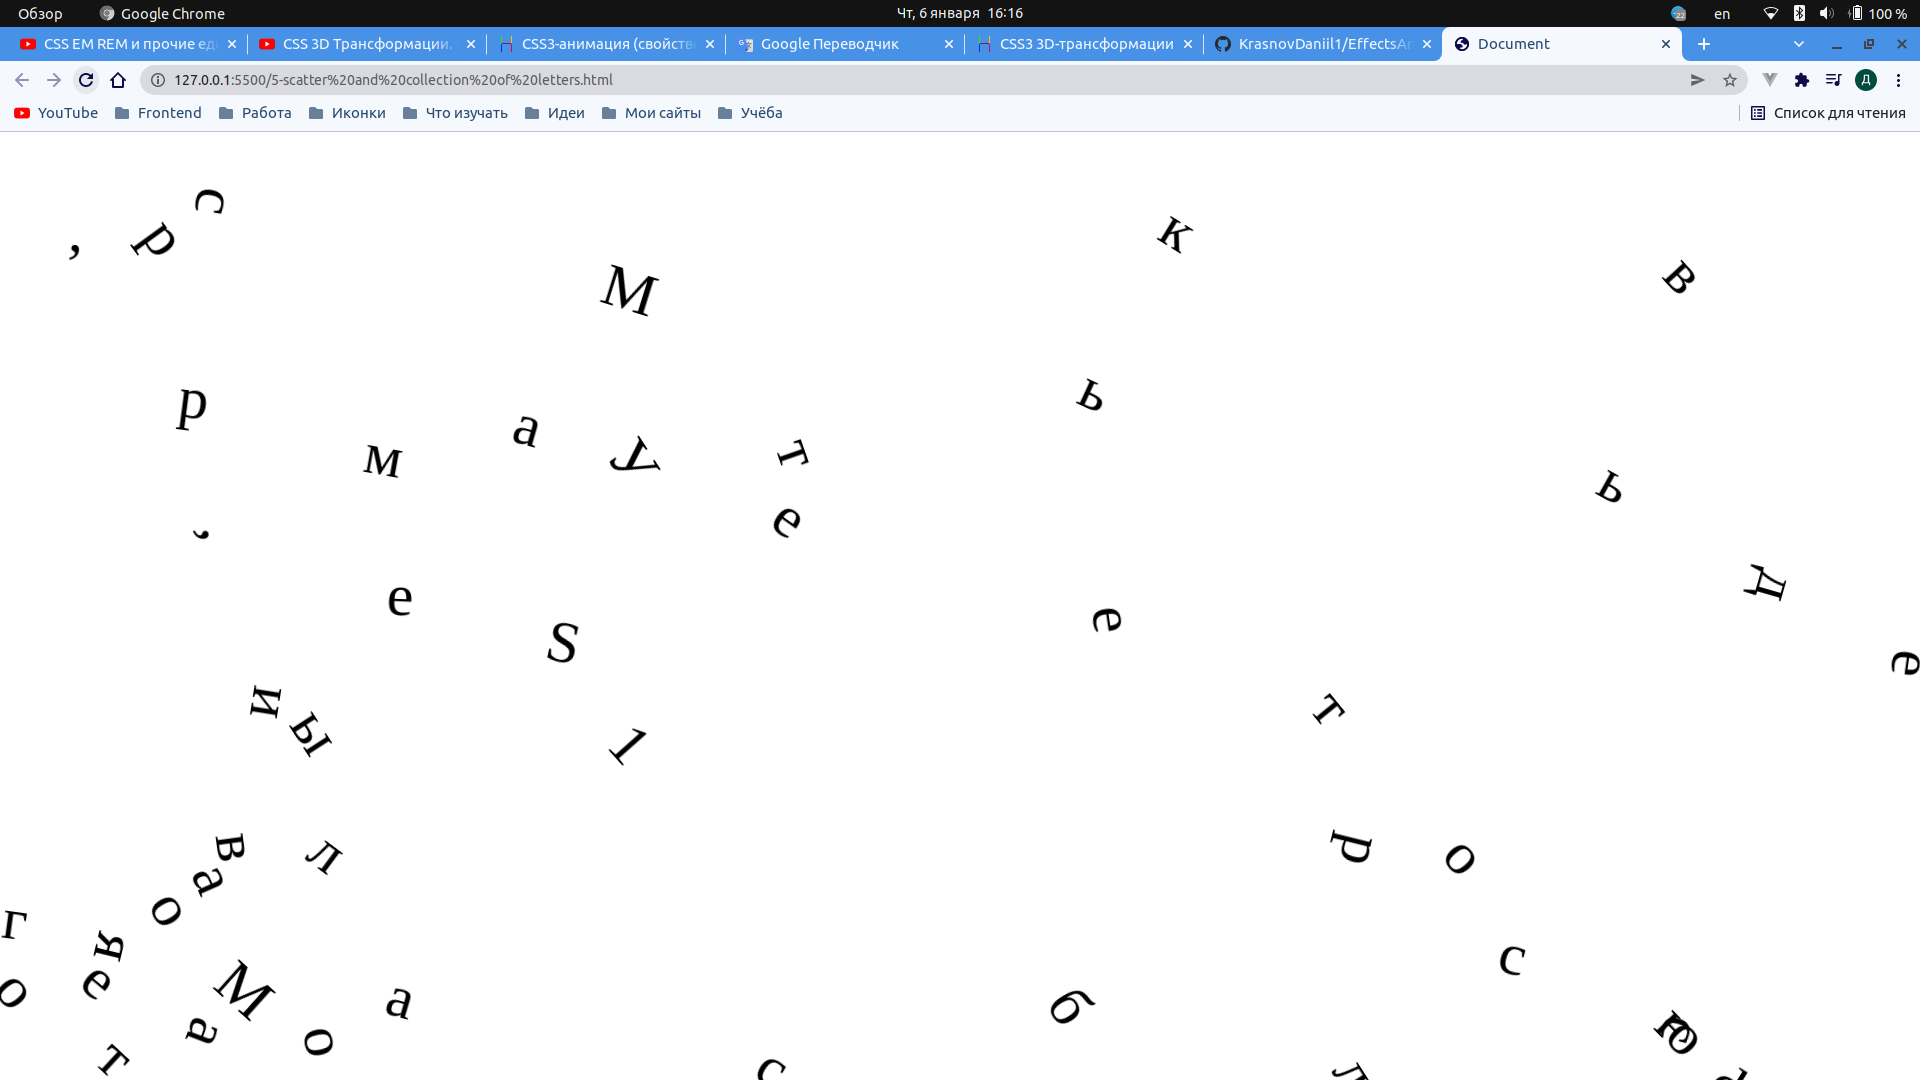 Обзор Google Chrome Чт, 6 января 16:16 en 100 %
CSS EM REM и прочие ед CSS 3D Трансформации. CSS3-анимация (свойств Google Переводчик CSS3 3D-трансформации KrasnovDaniil1/EffectsAr Document
127.0.0.1:5500/5-scatter%20and%20collection%20of%20letters.html Д
YouTube Frontend Работа Иконки Что изучать Идеи Мои сайты Учёба Список для чтения
с
, р к
М в
р ь
а
м У т ь
, е
д
е S е
е
и ы т
1
в л р о
а
о
г
я с
е М а
о б
а о ю
т с л р